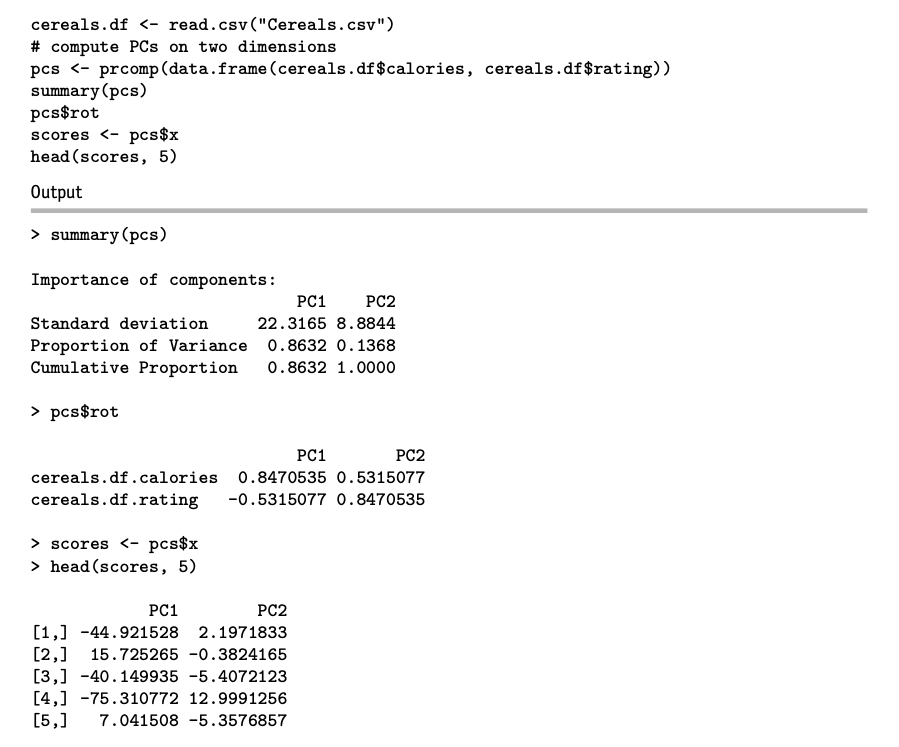 cereals.df <- read.csv("Cereals.csv")
# compute PCs on two dimensions
pcs <- prcomp(data.frame(cereals.df$calories, cereals.df$rating))
summary(pcs)
pcs$rot
scores <- pcs$x
head(scores, 5)
Output
> summary(pcs)
Importance of components:
PC1 PC2
Standard deviation 22.3165 8.8844
Proportion of Variance 0.8632 0.1368
Cumulative Proportion 0.8632 1.0000
> pcs$rot
PC1 PC2
cereals.df.calories 0.8470535 0.5315077
cereals.df.rating -0.5315077 0.8470535
> scores <- pcs$x
> head(scores, 5)
PC1 PC2
[1,] -44.921528 2.1971833
[2,] 15.725265 -0.3824165
[3,] -40.149935 -5.4072123
[4,] -75.310772 12.9991256
[5,] 7.041508 -5.3576857